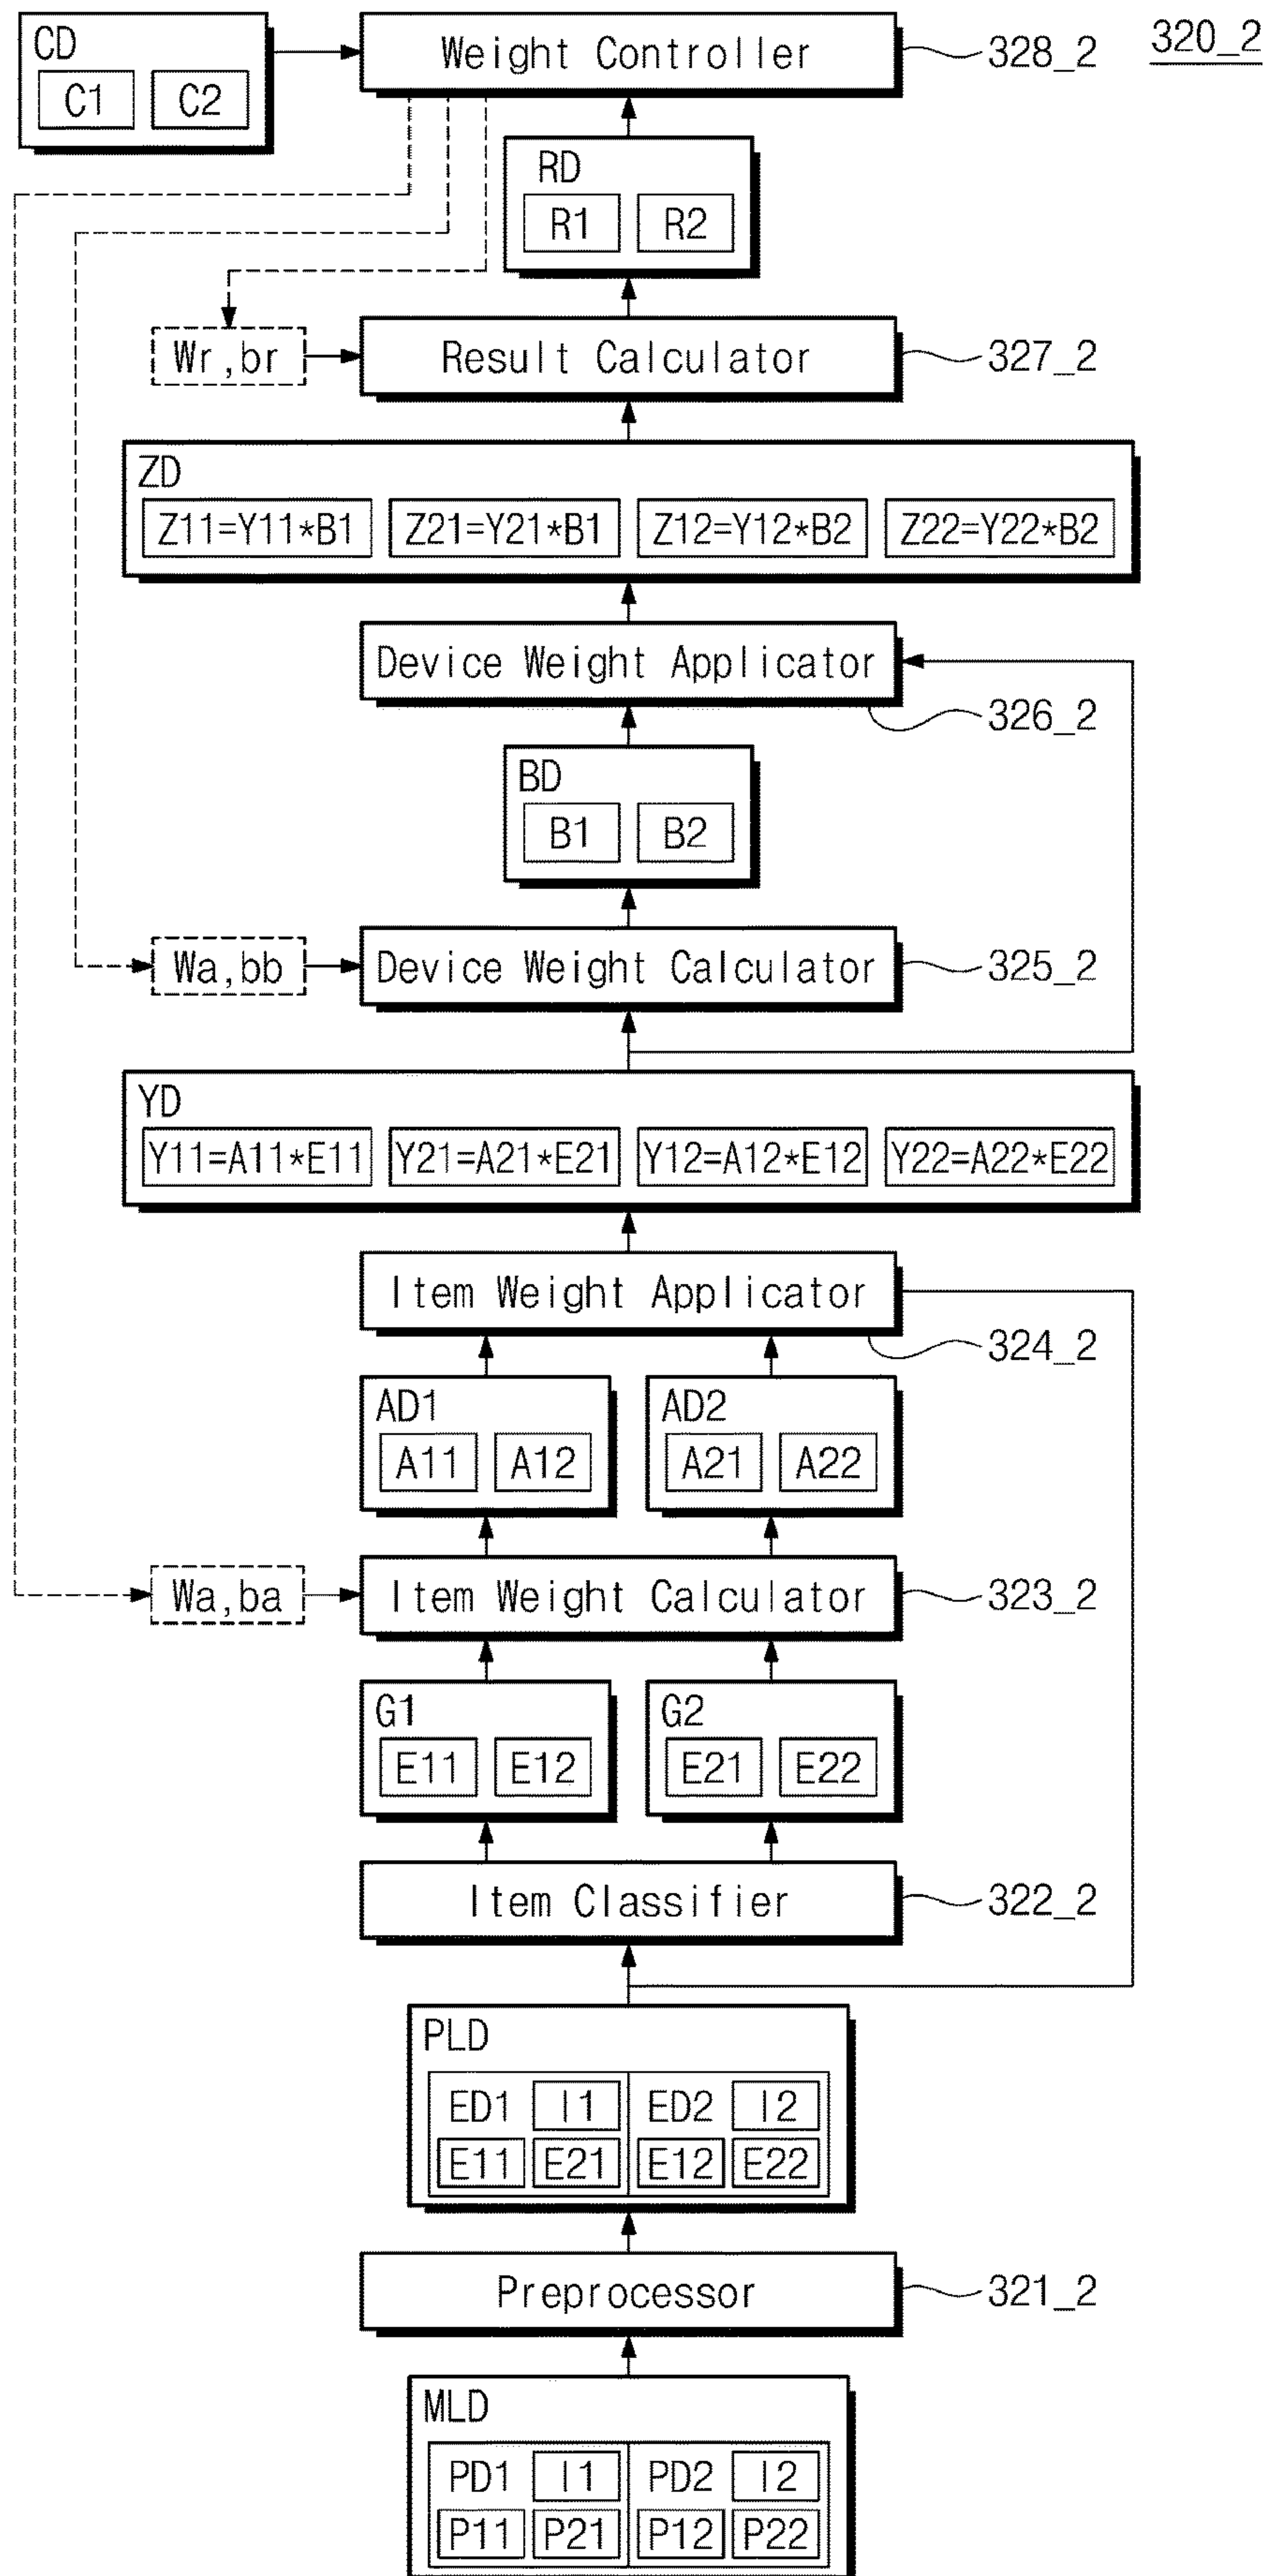 320_2
CD
C1 C2
Weight Controller 328_2
RD
R1 R2
Wr,br
Result Calculator 327_2
ZD
Z11=Y11*B1 Z21=Y21*B1 Z12=Y12*B2 Z22=Y22*B2
Device Weight Applicator
326_2
BD
B1 B2
Wa,bb
Device Weight Calculator 325_2
YD
Y11=A11*E11 Y21=A21*E21 Y12=A12*E12 Y22=A22*E22
Item Weight Applicator
324_2
AD1 AD2
A11 A12 A21 A22
Wa,ba
Item Weight Calculator 323_2
G1 G2
E11 E12 E21 E22
Item Classifier 322_2
PLD
ED1 I1 ED2 I2
E11 E21 E12 E22
Preprocessor 321_2
MLD
PD1 I1 PD2 I2
P11 P21 P12 P22